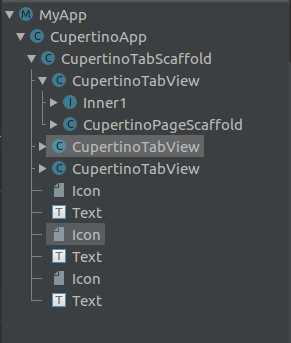 M MyApp
C CupertinoApp
C CupertinoTabScaffold
C CupertinoTabView
I Inner1
C CupertinoPageScaffold
C CupertinoTabView
C CupertinoTabView
Icon
T Text
Icon
T Text
Icon
T Text